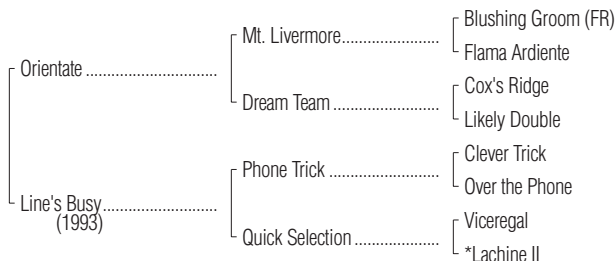 Blushing Groom (FR)
Mt. Livermore
Flama Ardiente
Orientate
Cox's Ridge
Dream Team
Likely Double
Clever Trick
Phone Trick
Over the Phone
Line's Busy
(1993)
Viceregal
Quick Selection
*Lachine II